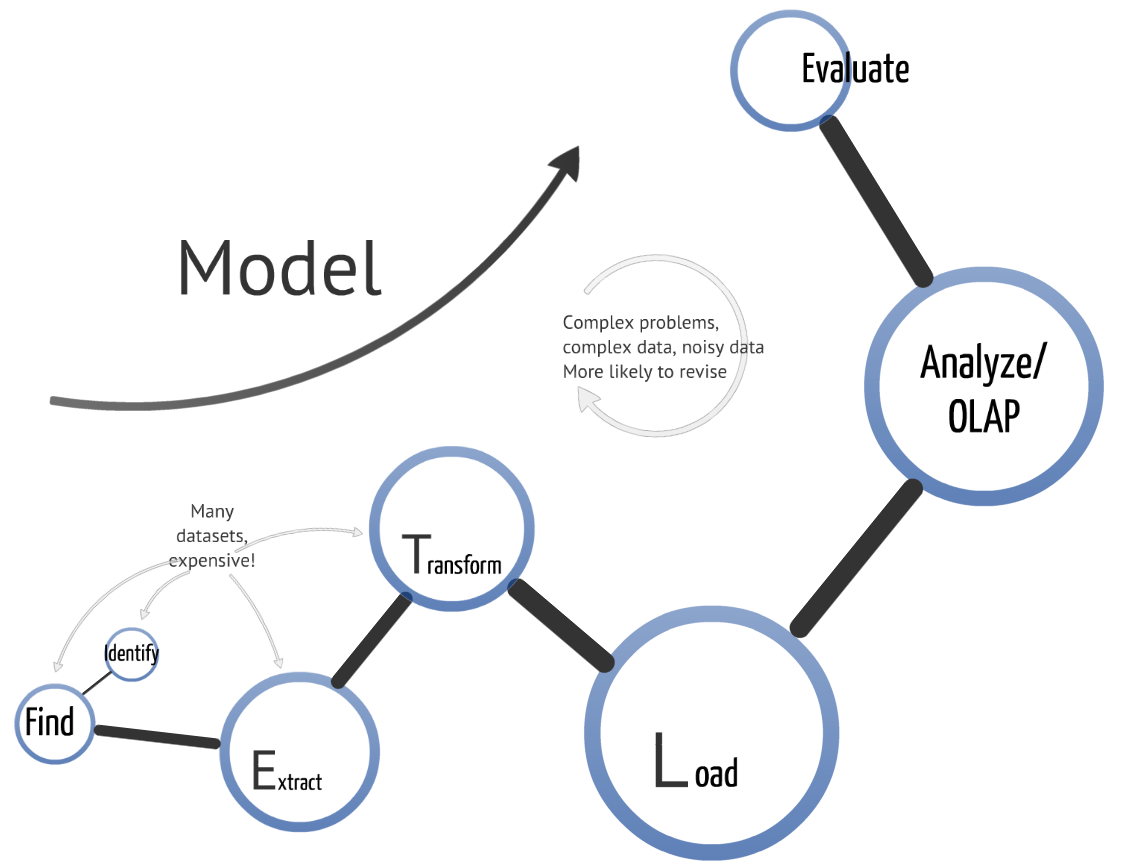 Evaluate
Model
Complex problems,
complex data, noisy data
More likely to revise
Analyze/
OLAP
Many
datasets,
expensive!
Transform
Identify
Find
Extract
Load